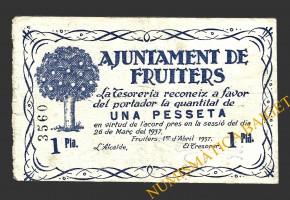 AJUNTAMENT DE
FRUITERS
La tesoreria reconeix a favor
del portador la quantitat de
UNA PESSETA
en virtud de l'acord pres en la sessió del dia
26 de Març del 1937.
Fruiters, 1er d'Abril 1937.
L'Alcalde, El Tresorer,
3560
1 Pta. 1 Pta.